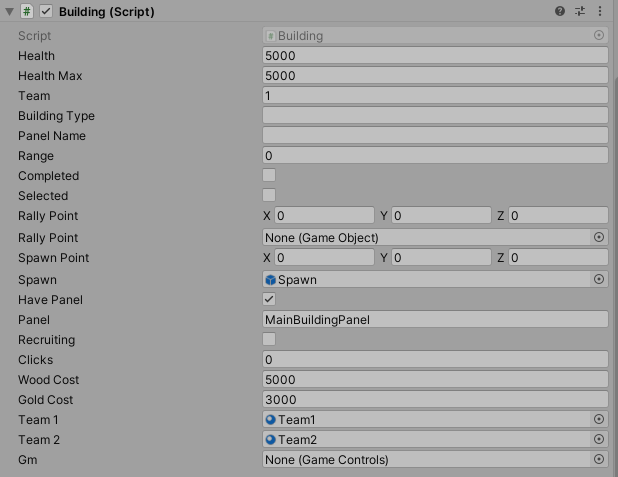 Building (Script)
Script Building
Health 5000
Health Max 5000
Team 1
Building Type
Panel Name
Range 0
Completed
Selected
Rally Point X 0 Y 0 Z 0
Rally Point None (Game Object)
Spawn Point X 0 Y 0 Z 0
Spawn Spawn
Have Panel
Panel MainBuildingPanel
Recruiting
Clicks 0
Wood Cost 5000
Gold Cost 3000
Team 1 Team1
Team 2 Team2
Gm None (Game Controls)